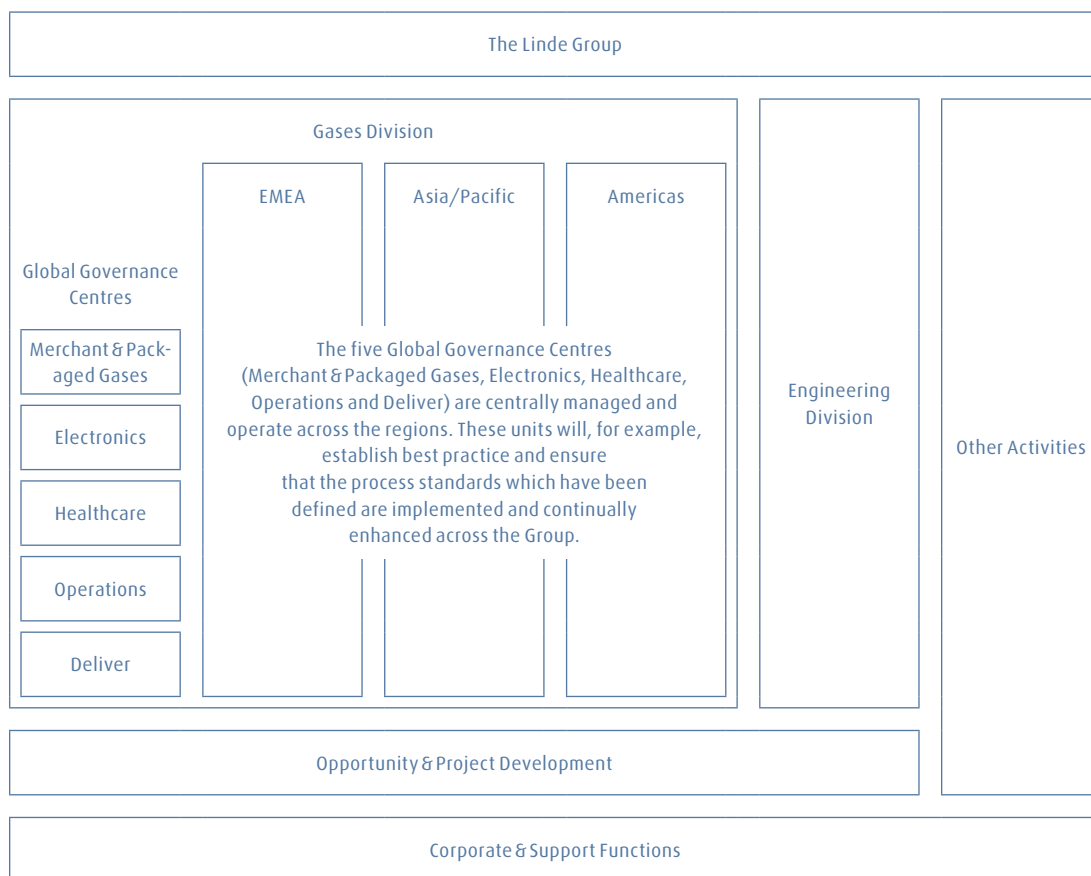 The Linde Group
Gases Division
EMEA
Asia/Pacific
Americas
Global Governance
Centres
Merchant & Pack-
aged Gases
Electronics
Healthcare
Operations
Deliver
The five Global Governance Centres
(Merchant & Packaged Gases, Electronics, Healthcare,
Operations and Deliver) are centrally managed and
operate across the regions. These units will, for example,
establish best practice and ensure
that the process standards which have been
defined are implemented and continually
enhanced across the Group.
Engineering
Division
Other Activities
Opportunity & Project Development
Corporate & Support Functions